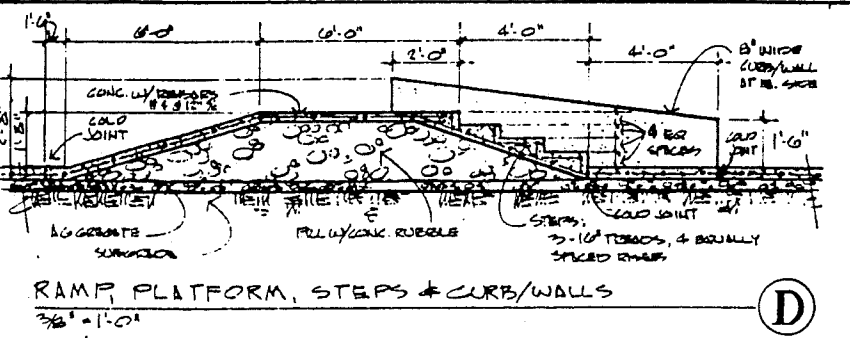 1'-6"
6'-0"
6'-0"
4'-0"
2'-0"
4'-0"
8" WIDE
CURB/WALL
AT EA. SIDE
CONC. W/ REBARS
#4 @ 12" %
COLD
JOINT
1'-8"
4 EQ
SPACES
COLD
JOINT
1'-6"
AGGREGATE
SUBGRADE
FILL W/CONC. RUBBLE
STEPS:
3-16" TREADS, 4 EQUALLY
SPACED RISERS
COLD JOINT
RAMP, PLATFORM, STEPS & CURB/WALLS
3/8" = 1'-0"
D